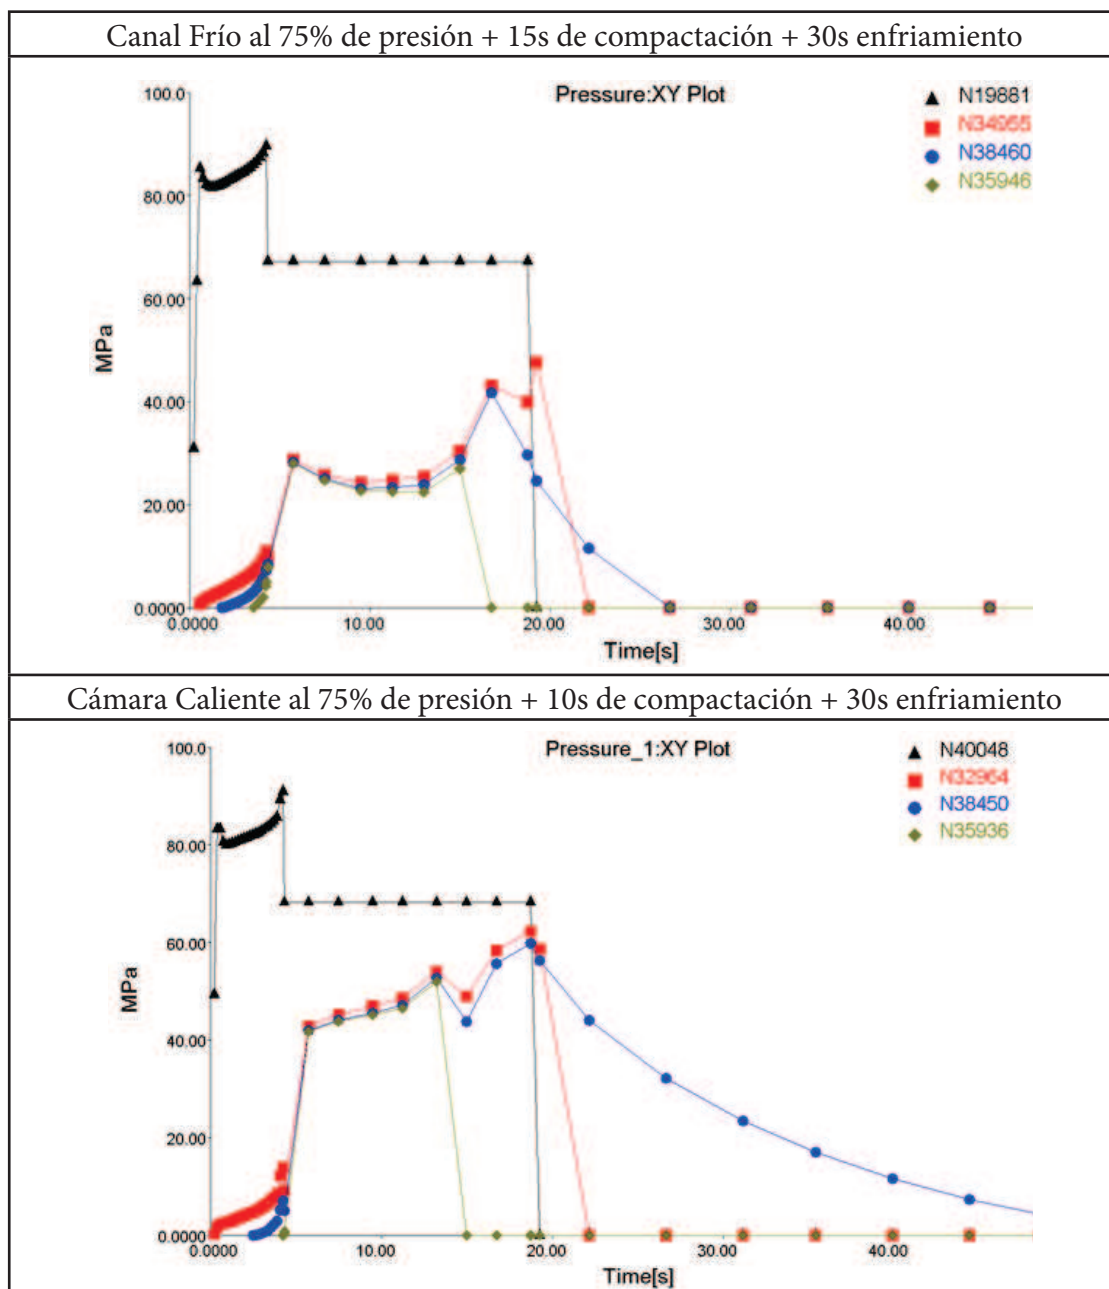 Canal Frío al 75% de presión + 15s de compactación + 30s enfriamiento
Pressure:XY Plot
N19881
N34955
N38460
N35946
100.0
80.00
60.00
40.00
20.00
0.0000
MPa
0.0000 10.00 20.00 30.00 40.00
Time[s]
Cámara Caliente al 75% de presión + 10s de compactación + 30s enfriamiento
Pressure_1:XY Plot
N40048
N32964
N38450
N35936
100.0
80.00
60.00
40.00
20.00
0.0000
MPa
0.0000 10.00 20.00 30.00 40.00
Time[s]